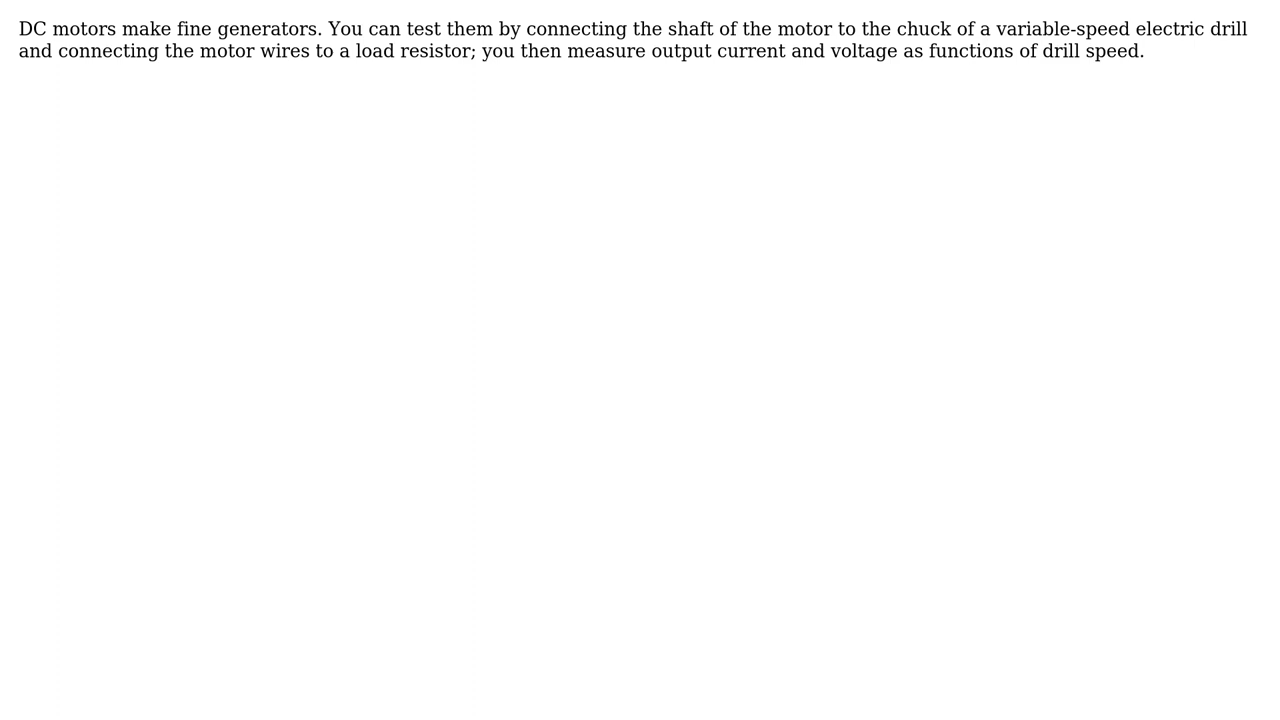 DC motors make fine generators. You can test them by connecting the shaft of the motor to the chuck of a variable-speed electric drill
and connecting the motor wires to a load resistor; you then measure output current and voltage as functions of drill speed.